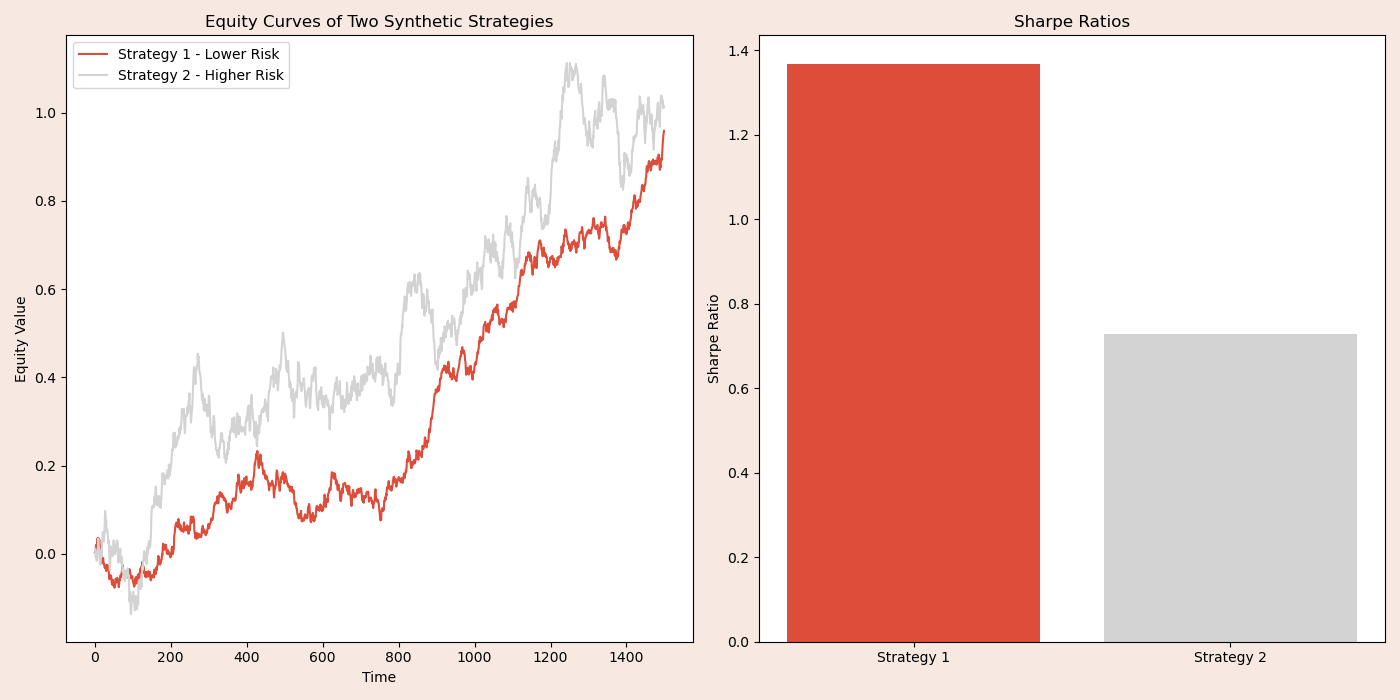 Equity Curves of Two Synthetic Strategies
Strategy 1 - Lower Risk
Strategy 2 - Higher Risk
Equity Value
1.0
0.8
0.6
0.4
0.2
0.0
0 200 400 600 800 1000 1200 1400
Time
Sharpe Ratios
Sharpe Ratio
1.4
1.2
1.0
0.8
0.6
0.4
0.2
0.0
Strategy 1 Strategy 2